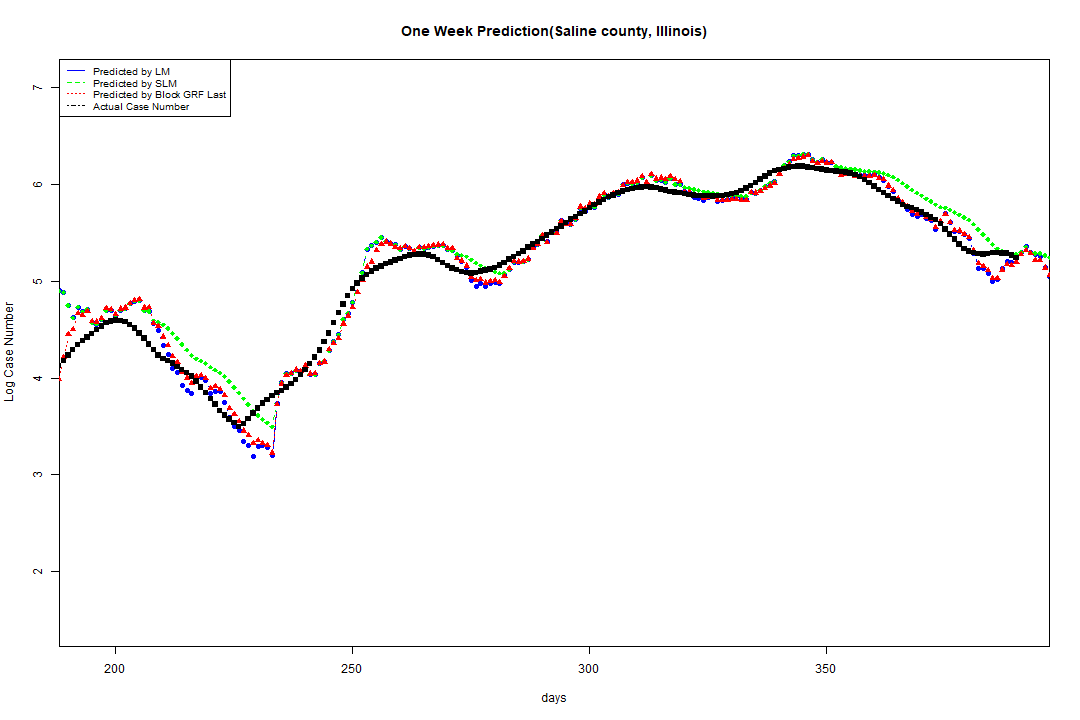 One Week Prediction(Saline county, Illinois)
Predicted by LM
Predicted by SLM
Predicted by Block GRF Last
Actual Case Number
7
6
5
4
3
2
Log Case Number
200 250 300 350
days